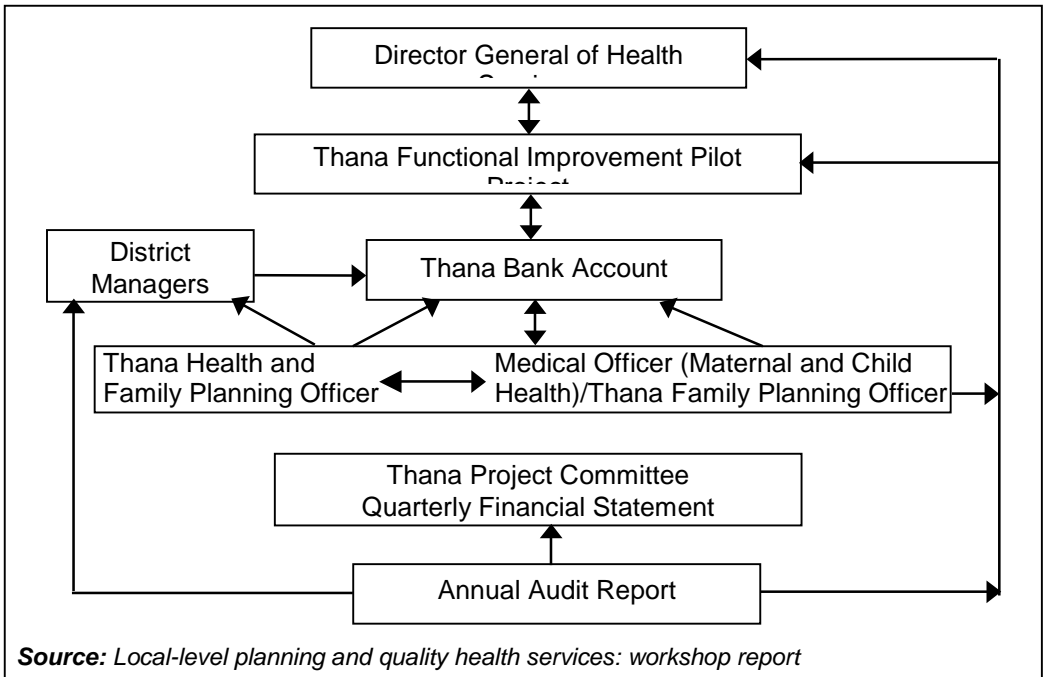 Director General of Health
Thana Functional Improvement Pilot
District
Managers
Thana Bank Account
Thana Health and
Family Planning Officer
Medical Officer (Maternal and Child
Health)/Thana Family Planning Officer
Thana Project Committee
Quarterly Financial Statement
Annual Audit Report
Source: Local-level planning and quality health services: workshop report